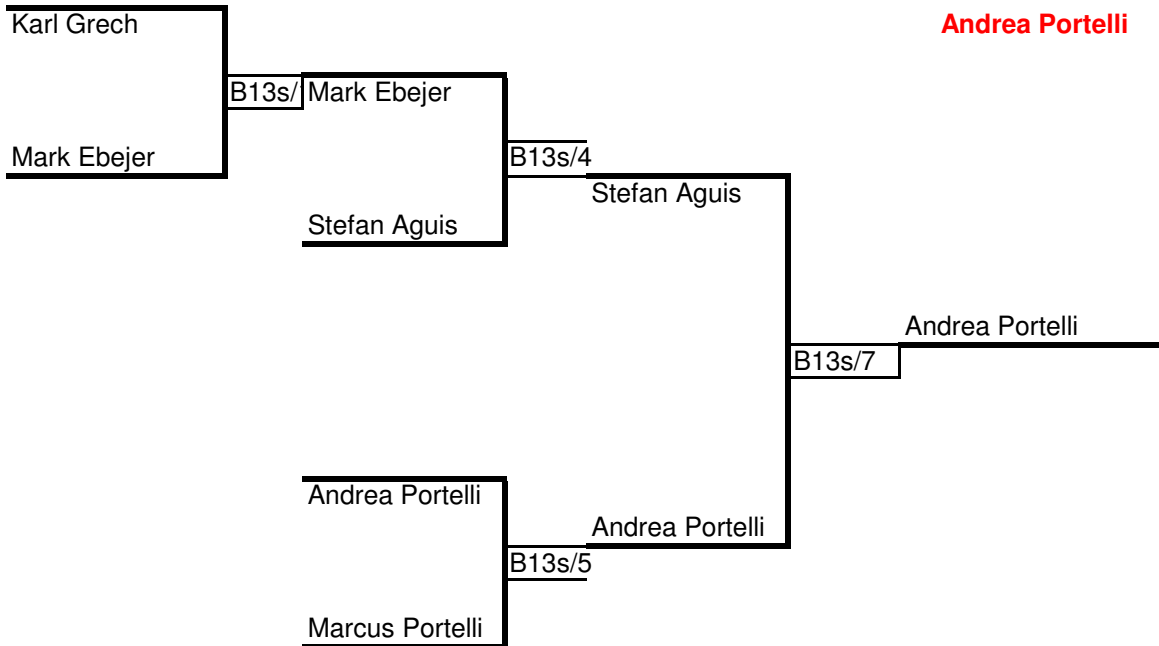 Karl Grech
Andrea Portelli
B13s/
Mark Ebejer
Mark Ebejer
B13s/4
Stefan Aguis
Stefan Aguis
Andrea Portelli
B13s/7
Andrea Portelli
Andrea Portelli
B13s/5
Marcus Portelli